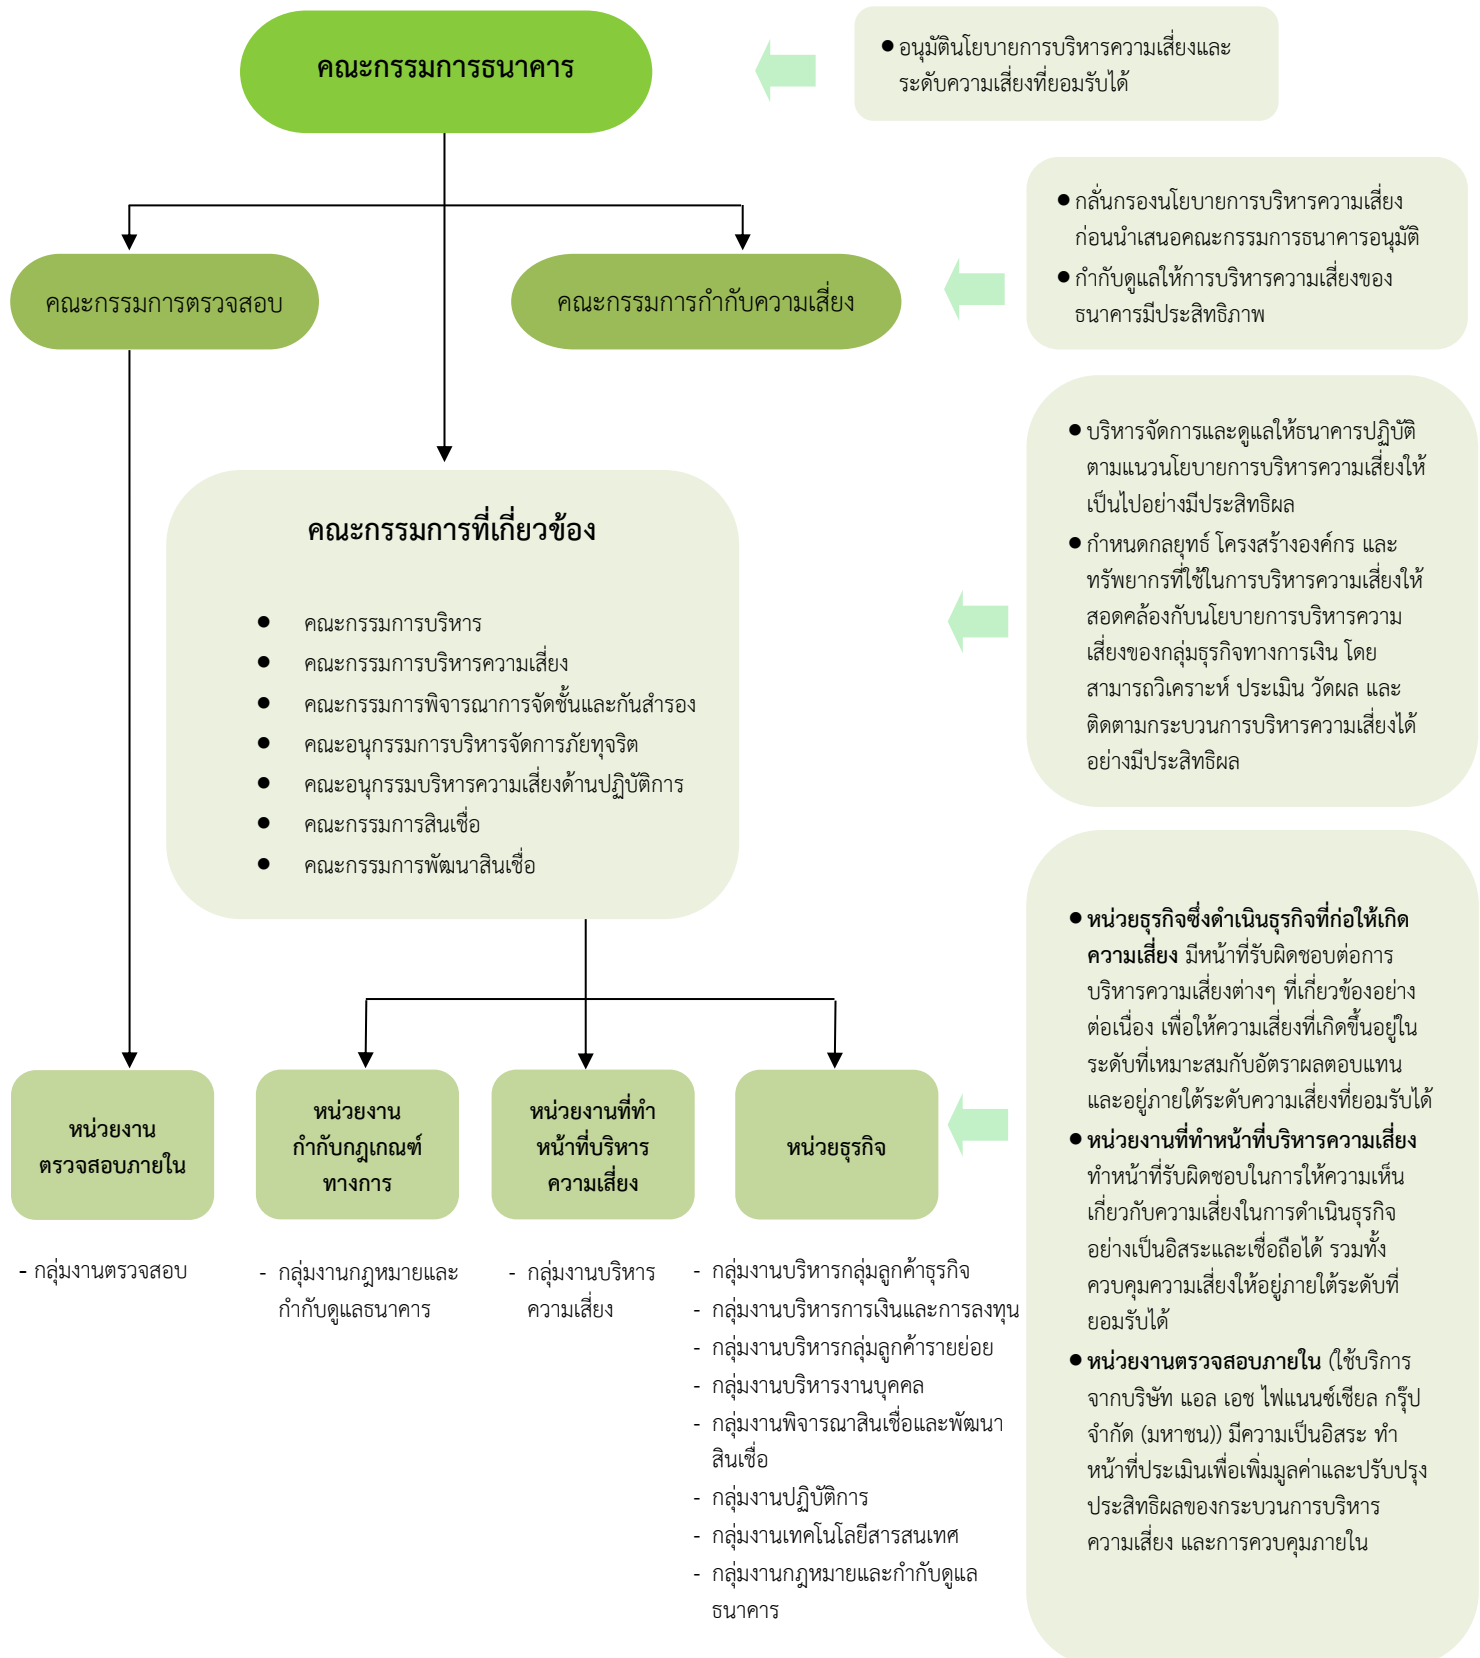 คณะกรรมการธนาคาร
● อนุมัตินโยบายการบริหารความเสี่ยงและ
ระดับความเสี่ยงที่ยอมรับได้
คณะกรรมการตรวจสอบ
คณะกรรมการกำกับความเสี่ยง
● กลั่นกรองนโยบายการบริหารความเสี่ยง
ก่อนนำเสนอคณะกรรมการธนาคารอนุมัติ
● กำกับดูแลให้การบริหารความเสี่ยงของ
ธนาคารมีประสิทธิภาพ
คณะกรรมการที่เกี่ยวข้อง
● คณะกรรมการบริหาร
● คณะกรรมการบริหารความเสี่ยง
● คณะกรรมการพิจารณาการจัดชั้นและกันสำรอง
● คณะอนุกรรมการบริหารจัดการภัยทุจริต
● คณะอนุกรรมบริหารความเสี่ยงด้านปฏิบัติการ
● คณะกรรมการสินเชื่อ
● คณะกรรมการพัฒนาสินเชื่อ
● บริหารจัดการและดูแลให้ธนาคารปฏิบัติ
ตามแนวนโยบายการบริหารความเสี่ยงให้
เป็นไปอย่างมีประสิทธิผล
● กำหนดกลยุทธ์ โครงสร้างองค์กร และ
ทรัพยากรที่ใช้ในการบริหารความเสี่ยงให้
สอดคล้องกับนโยบายการบริหารความ
เสี่ยงของกลุ่มธุรกิจทางการเงิน โดย
สามารถวิเคราะห์ ประเมิน วัดผล และ
ติดตามกระบวนการบริหารความเสี่ยงได้
อย่างมีประสิทธิผล
หน่วยงาน
ตรวจสอบภายใน
หน่วยงาน
กำกับกฎเกณฑ์
ทางการ
หน่วยงานที่ทำ
หน้าที่บริหาร
ความเสี่ยง
หน่วยธุรกิจ
- กลุ่มงานตรวจสอบ
- กลุ่มงานกฎหมายและ
กำกับดูแลธนาคาร
- กลุ่มงานบริหาร
ความเสี่ยง
- กลุ่มงานบริหารกลุ่มลูกค้าธุรกิจ
- กลุ่มงานบริหารการเงินและการลงทุน
- กลุ่มงานบริหารกลุ่มลูกค้ารายย่อย
- กลุ่มงานบริหารงานบุคคล
- กลุ่มงานพิจารณาสินเชื่อและพัฒนา
สินเชื่อ
- กลุ่มงานปฏิบัติการ
- กลุ่มงานเทคโนโลยีสารสนเทศ
- กลุ่มงานกฎหมายและกำกับดูแล
ธนาคาร
● หน่วยธุรกิจซึ่งดำเนินธุรกิจที่ก่อให้เกิด
ความเสี่ยง มีหน้าที่รับผิดชอบต่อการ
บริหารความเสี่ยงต่างๆ ที่เกี่ยวข้องอย่าง
ต่อเนื่อง เพื่อให้ความเสี่ยงที่เกิดขึ้นอยู่ใน
ระดับที่เหมาะสมกับอัตราผลตอบแทน
และอยู่ภายใต้ระดับความเสี่ยงที่ยอมรับได้
● หน่วยงานที่ทำหน้าที่บริหารความเสี่ยง
ทำหน้าที่รับผิดชอบในการให้ความเห็น
เกี่ยวกับความเสี่ยงในการดำเนินธุรกิจ
อย่างเป็นอิสระและเชื่อถือได้ รวมทั้ง
ควบคุมความเสี่ยงให้อยู่ภายใต้ระดับที่
ยอมรับได้
● หน่วยงานตรวจสอบภายใน (ใช้บริการ
จากบริษัท แอล เอช ไฟแนนซ์เชียล กรุ๊ป
จำกัด (มหาชน)) มีความเป็นอิสระ ทำ
หน้าที่ประเมินเพื่อเพิ่มมูลค่าและปรับปรุง
ประสิทธิผลของกระบวนการบริหาร
ความเสี่ยง และการควบคุมภายใน